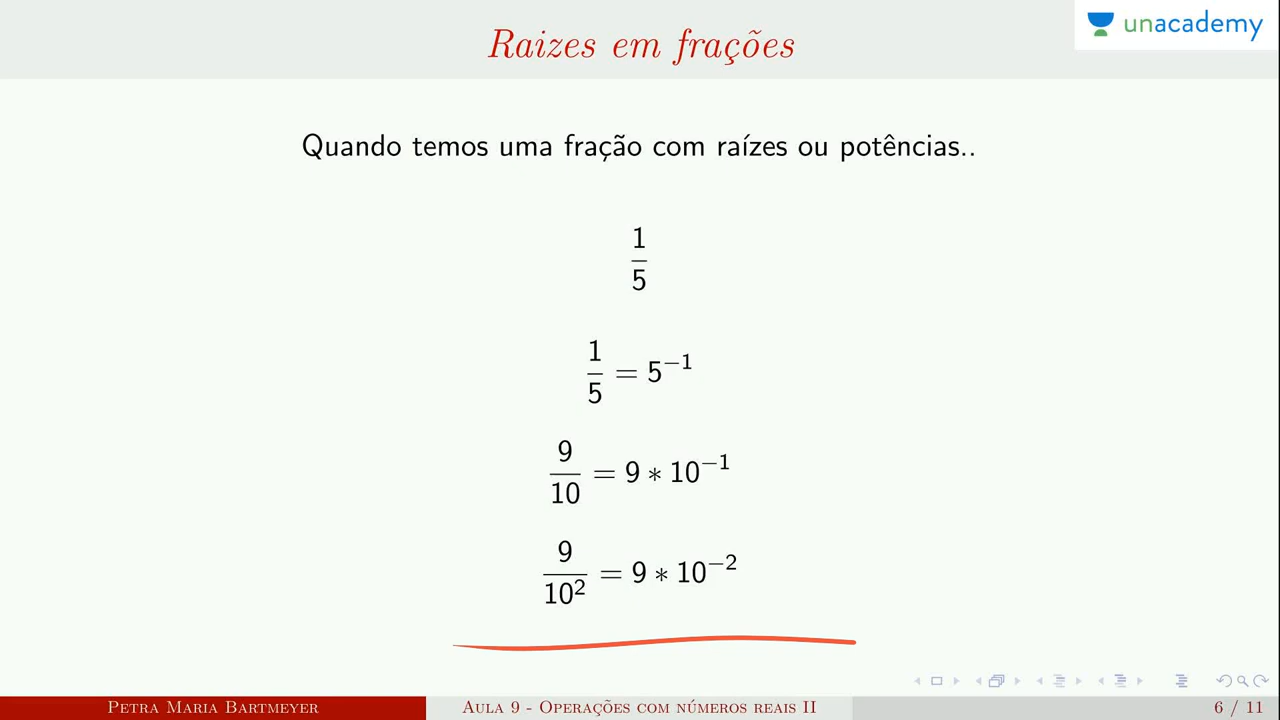 Raizes em frações
unacademy
Quando temos uma fração com raízes ou potências..
1/5
1/5 = 5⁻¹
9/10 = 9 * 10⁻¹
9/10² = 9 * 10⁻²
Petra Maria Bartmeyer
Aula 9 - Operações com números reais II
6 / 11